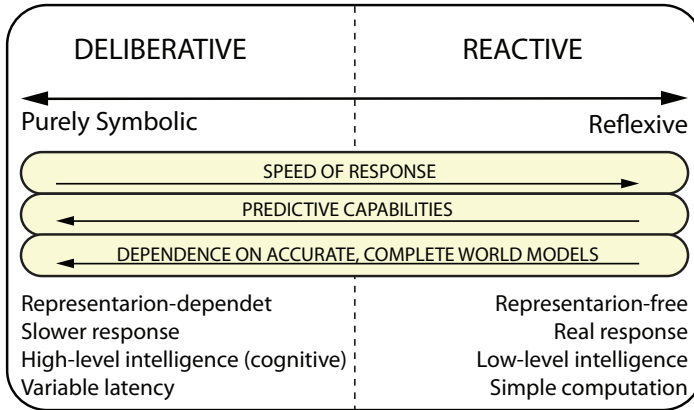 DELIBERATIVE REACTIVE
Purely Symbolic Reflexive
SPEED OF RESPONSE
PREDICTIVE CAPABILITIES
DEPENDENCE ON ACCURATE, COMPLETE WORLD MODELS
Representarion-dependet Representarion-free
Slower response Real response
High-level intelligence (cognitive) Low-level intelligence
Variable latency Simple computation